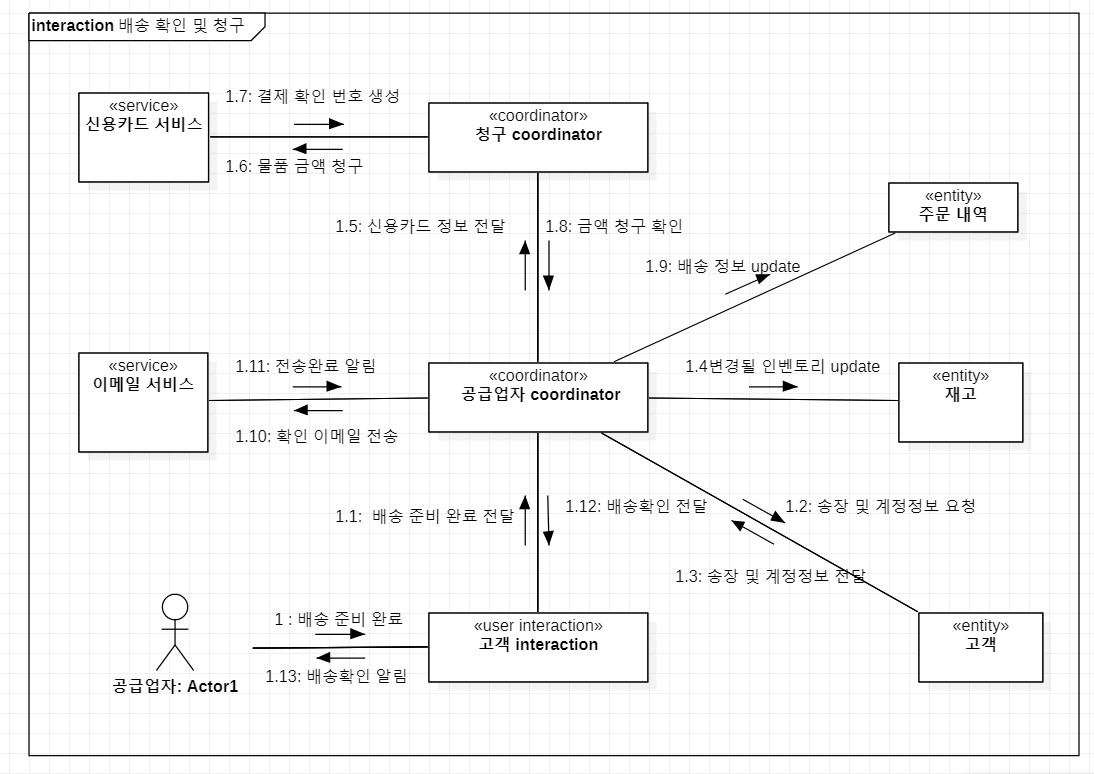 interaction 배송 확인 및 청구
«service»
신용카드 서비스
1.7: 결제 확인 번호 생성
1.6: 물품 금액 청구
«coordinator»
청구 coordinator
«entity»
주문 내역
1.5: 신용카드 정보 전달
1.8: 금액 청구 확인
1.9: 배송 정보 update
«service»
이메일 서비스
1.11: 전송완료 알림
1.10: 확인 이메일 전송
«coordinator»
공급업자 coordinator
1.4변경될 인벤토리 update
«entity»
재고
1.1: 배송 준비 완료 전달
1.12: 배송확인 전달
1.2: 송장 및 계정정보 요청
1.3: 송장 및 계정정보 전달
공급업자: Actor1
1 : 배송 준비 완료
1.13: 배송확인 알림
«user interaction»
고객 interaction
«entity»
고객